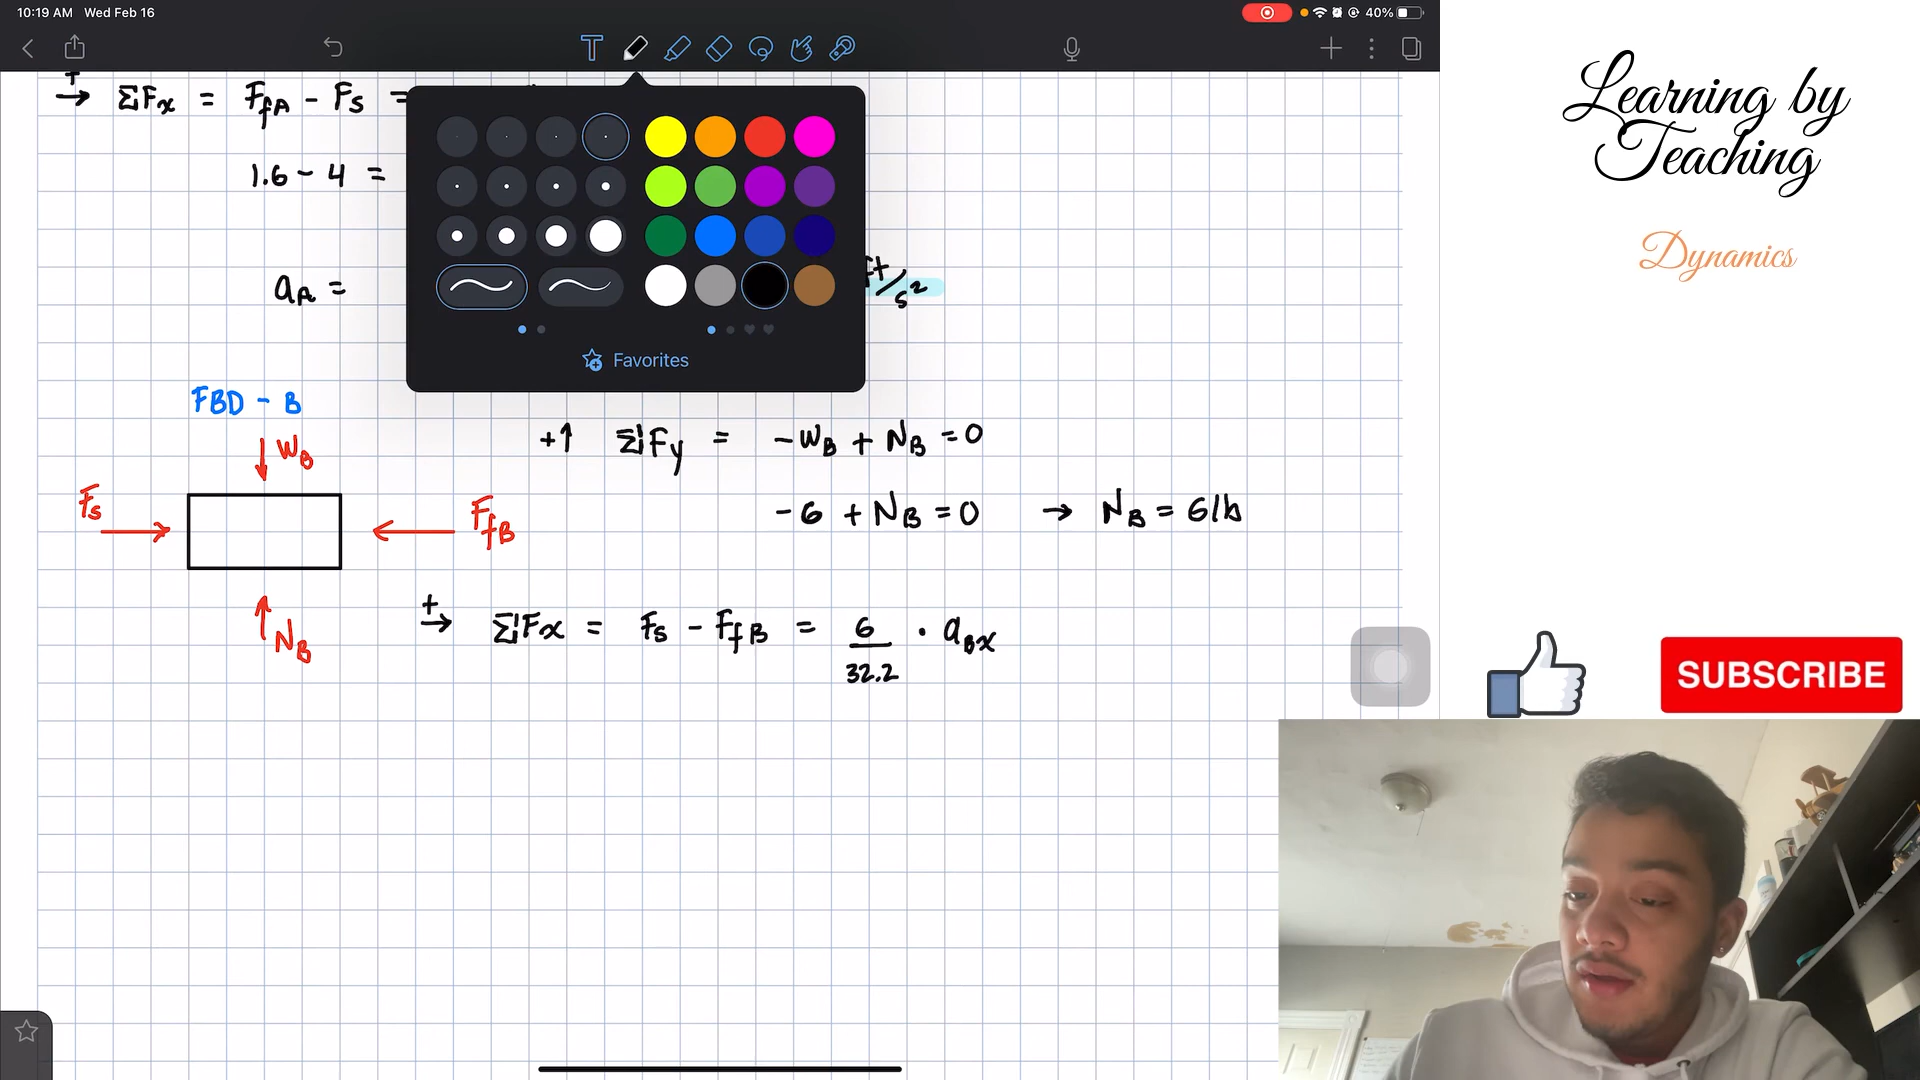 10:19 AM Wed Feb 16
40%
T
+
→ ΣFx = FfA - Fs =
1.6 - 4 =
aA =
ft/s²
Favorites
FBD - B
WB
Fs
FfB
NB
+↑ ΣFy = -WB + NB = 0
-6 + NB = 0 → NB = 6lb
+
→ ΣFx = Fs - FfB = 6/32.2 · aBx
Learning by
Teaching
Dynamics
SUBSCRIBE